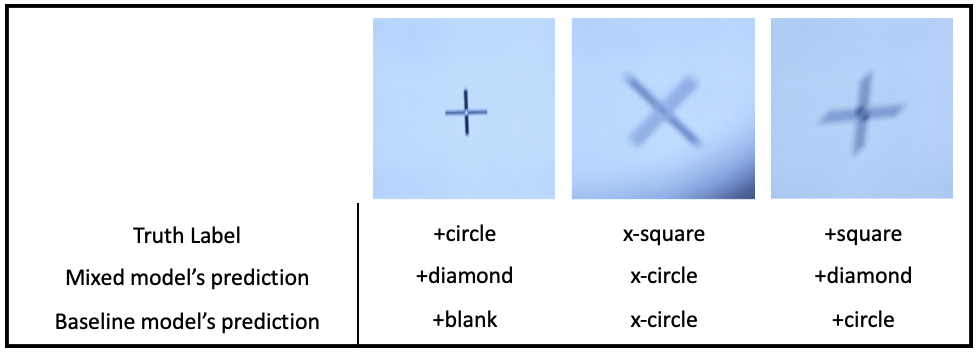 Truth Label +circle x-square +square
Mixed model's prediction +diamond x-circle +diamond
Baseline model's prediction +blank x-circle +circle